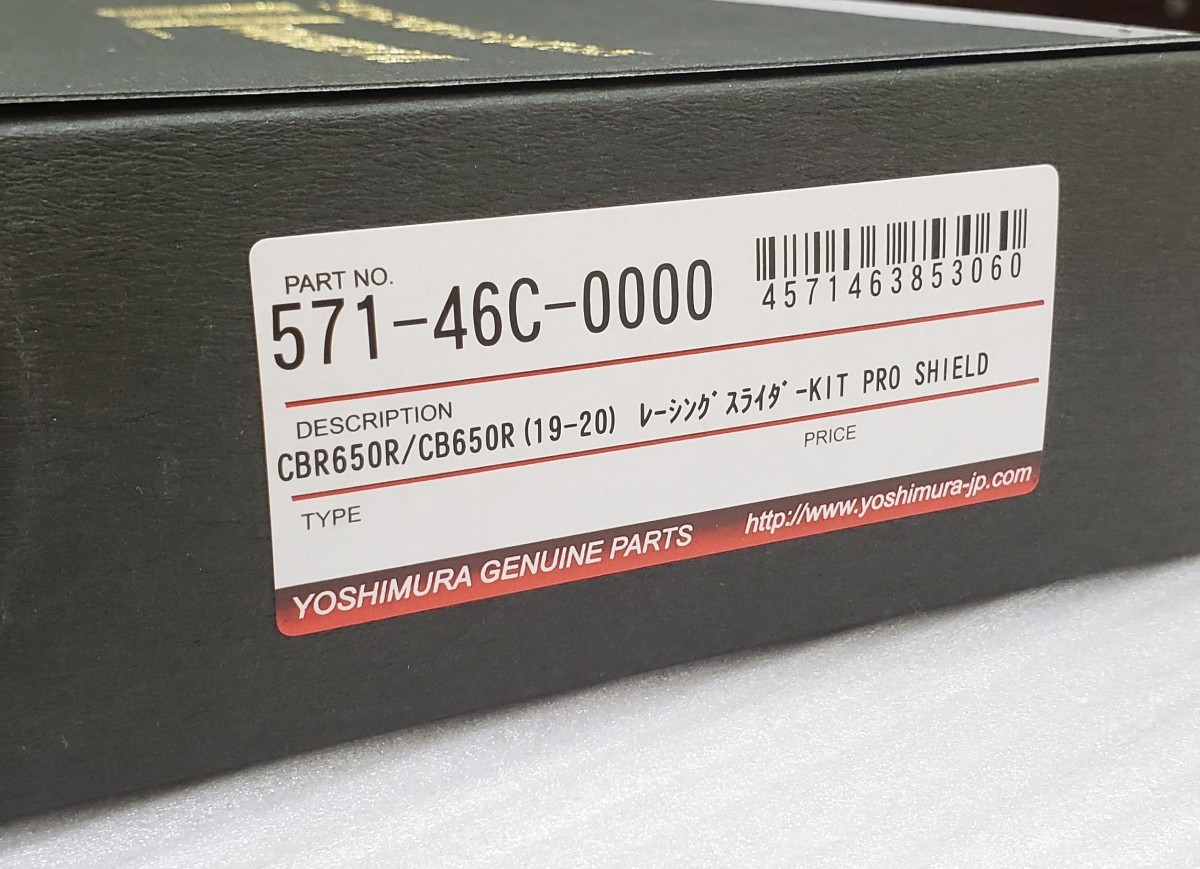 PART NO.
571-46C-0000
4571463853060
DESCRIPTION
CBR650R/CB650R(19-20) ﾚｰｼﾝｸﾞｽﾗｲﾀﾞｰKIT PRO SHIELD
TYPE
PRICE
YOSHIMURA GENUINE PARTS
http://www.yoshimura-jp.com